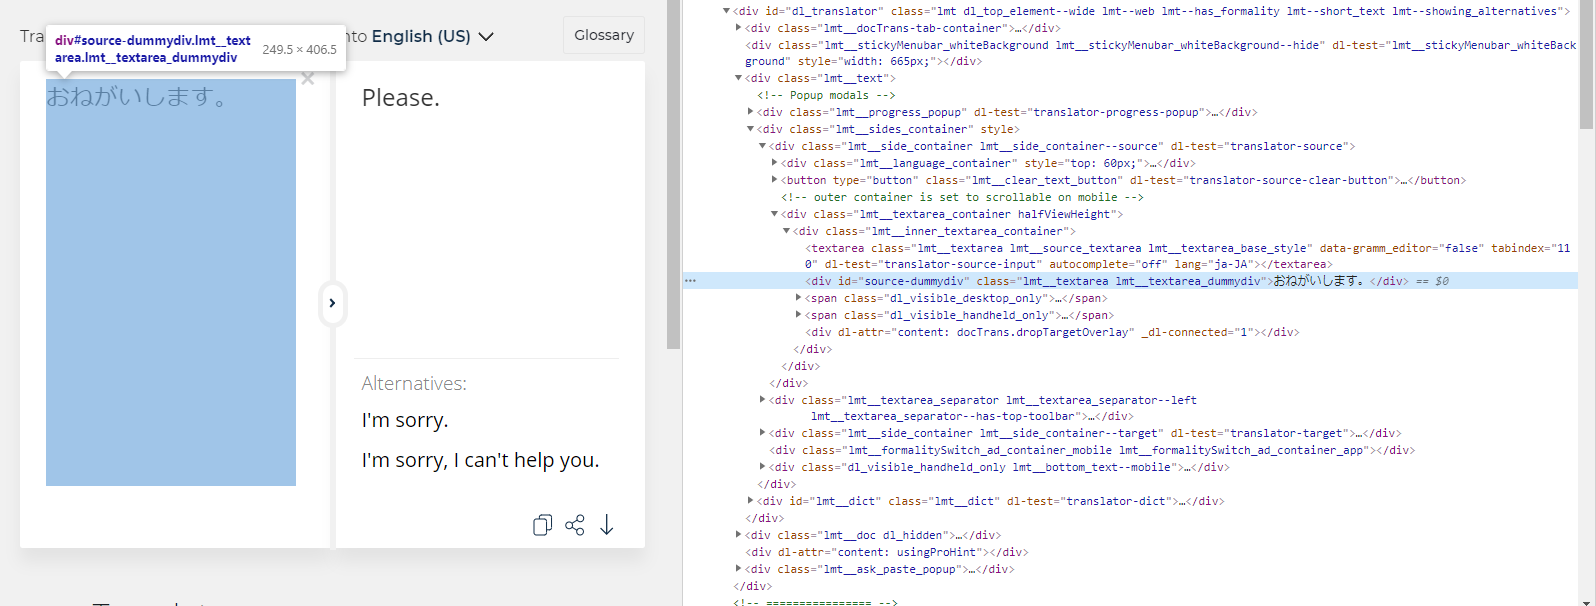 Tra
nto English (US)
Glossary
div#source-dummydiv.lmt__text
area.lmt__textarea_dummydiv
249.5 × 406.5
おねがいします。
Please.
Alternatives:
I'm sorry.
I'm sorry, I can't help you.
<div id="dl_translator" class="lmt dl_top_element--wide lmt--web lmt--has_formality lmt--short_text lmt--showing_alternatives">
<div class="lmt__docTrans-tab-container">…</div>
<div class="lmt__stickyMenubar_whiteBackground lmt__stickyMenubar_whiteBackground--hide" dl-test="lmt__stickyMenubar_whiteBack
ground" style="width: 665px;"></div>
<div class="lmt__text">
<!-- Popup modals -->
<div class="lmt__progress_popup" dl-test="translator-progress-popup">…</div>
<div class="lmt__sides_container" style>
<div class="lmt__side_container lmt__side_container--source" dl-test="translator-source">
<div class="lmt__language_container" style="top: 60px;">…</div>
<button type="button" class="lmt__clear_text_button" dl-test="translator-source-clear-button">…</button>
<!-- outer container is set to scrollable on mobile -->
<div class="lmt__textarea_container halfViewHeight">
<div class="lmt__inner_textarea_container">
<textarea class="lmt__textarea lmt__source_textarea lmt__textarea_base_style" data-gramm_editor="false" tabindex="11
0" dl-test="translator-source-input" autocomplete="off" lang="ja-JA"></textarea>
<div id="source-dummydiv" class="lmt__textarea lmt__textarea_dummydiv">おねがいします。</div> == $0
<span class="dl_visible_desktop_only">…</span>
<span class="dl_visible_handheld_only">…</span>
<div dl-attr="content: docTrans.dropTargetOverlay" _dl-connected="1"></div>
</div>
</div>
</div>
<div class="lmt__textarea_separator lmt__textarea_separator--left
lmt__textarea_separator--has-top-toolbar">…</div>
<div class="lmt__side_container lmt__side_container--target" dl-test="translator-target">…</div>
<div class="lmt__formalitySwitch_ad_container_mobile lmt__formalitySwitch_ad_container_app"></div>
<div class="dl_visible_handheld_only lmt__bottom_text--mobile">…</div>
</div>
<div id="lmt__dict" class="lmt__dict" dl-test="translator-dict">…</div>
</div>
<div class="lmt__doc dl_hidden">…</div>
<div dl-attr="content: usingProHint"></div>
<div class="lmt__ask_paste_popup">…</div>
</div>
<!-- ================ -->